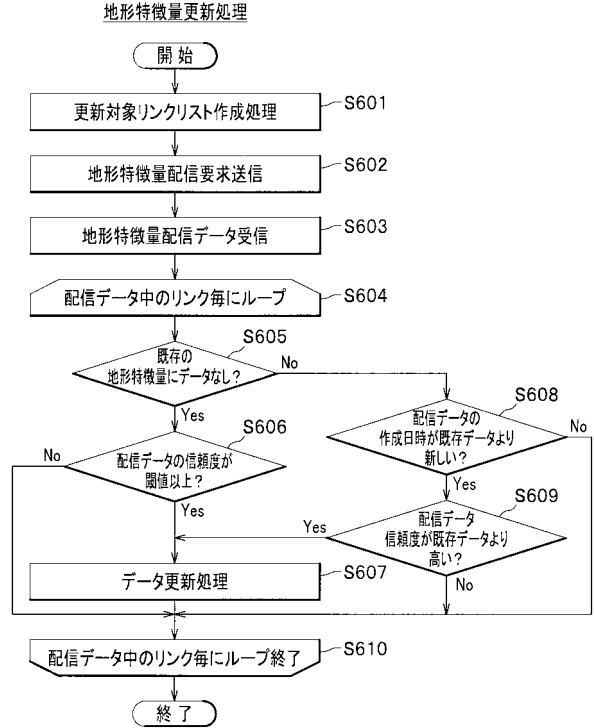 地形特徴量更新処理
開始
更新対象リンクリスト作成処理
S601
地形特徴量配信要求送信
S602
地形特徴量配信データ受信
S603
配信データ中のリンク毎にループ
S604
S605
既存の
地形特徴量にデータなし？
No
Yes
S606
No
配信データの信頼度が
閾値以上？
Yes
S608
配信データの
作成日時が既存データより
新しい？
No
Yes
S609
配信データ
信頼度が既存データより
高い？
Yes
No
データ更新処理
S607
配信データ中のリンク毎にループ終了
S610
終了